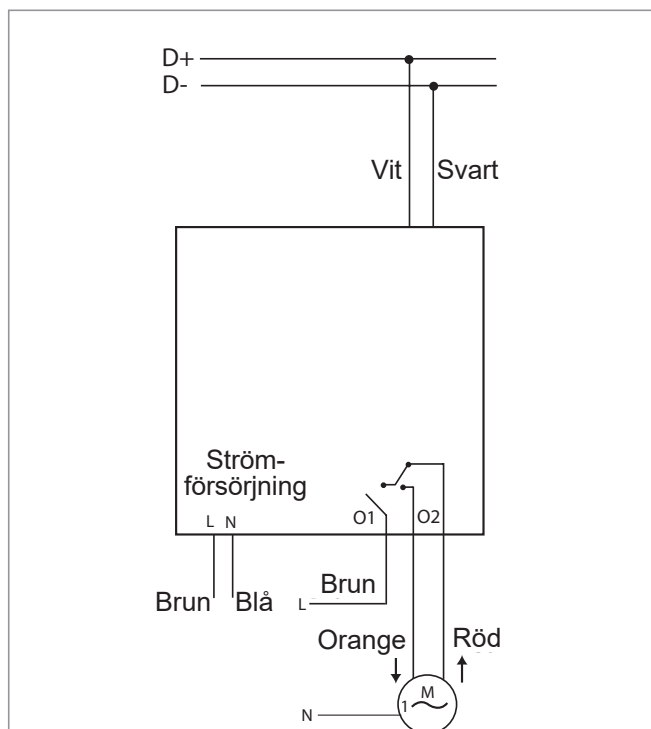 D+
D-
Vit Svart
Ström-
försörjning
L N
O1 O2
Brun Blå
L
Brun
Orange Röd
M
1
N